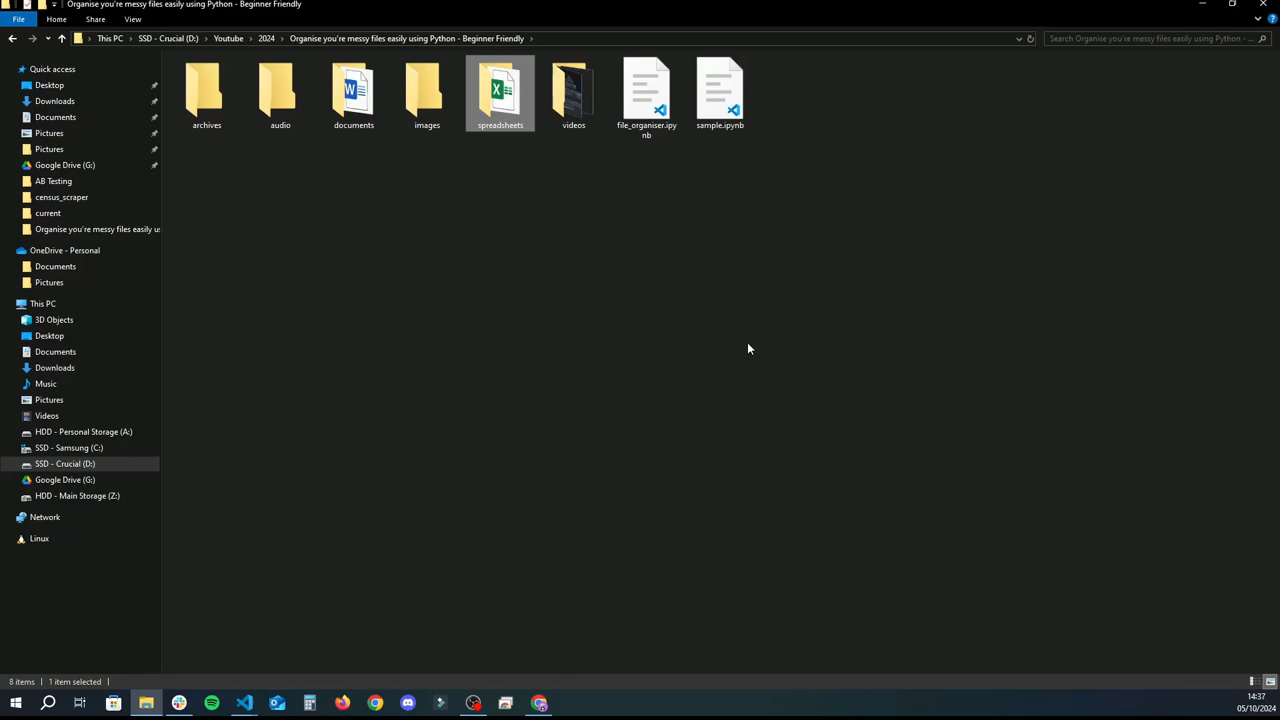 Organise you're messy files easily using Python - Beginner Friendly
File
Home
Share
View
This PC
SSD - Crucial (D:)
Youtube
2024
Organise you're messy files easily using Python - Beginner Friendly
Search Organise you're messy files easily using Python - Beginner Friendly - ...
Quick access
Desktop
Downloads
Documents
Pictures
Pictures
Google Drive (G:)
AB Testing
census_scraper
current
Organise you're messy files easily us
OneDrive - Personal
Documents
Pictures
This PC
3D Objects
Desktop
Documents
Downloads
Music
Pictures
Videos
HDD - Personal Storage (A:)
SSD - Samsung (C:)
SSD - Crucial (D:)
Google Drive (G:)
HDD - Main Storage (Z:)
Network
Linux
archives
audio
documents
images
spreadsheets
videos
file_organiser.ipy
nb
sample.ipynb
8 items
1 item selected
14:37
05/10/2024